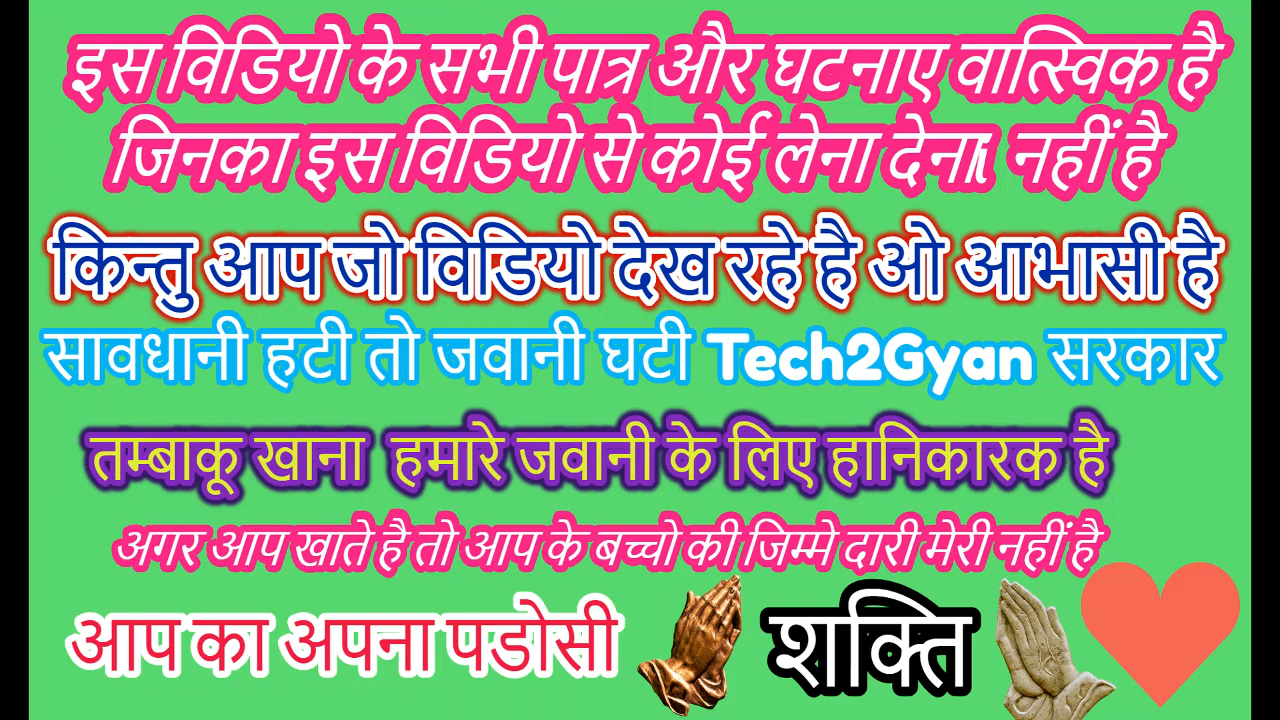 इस विडियो के सभी पात्र और घटनाए वात्स्विक है
जिनका इस विडियो से कोई लेना देना नहीं है
किन्तु आप जो विडियो देख रहे है ओ आभासी है
सावधानी हटी तो जवानी घटी Tech2Gyan सरकार
तम्बाकू खाना हमारे जवानी के लिए हानिकारक है
अगर आप खाते है तो आप के बच्चो की जिम्मे दारी मेरी नहीं है
आप का अपना पडोसी शक्ति